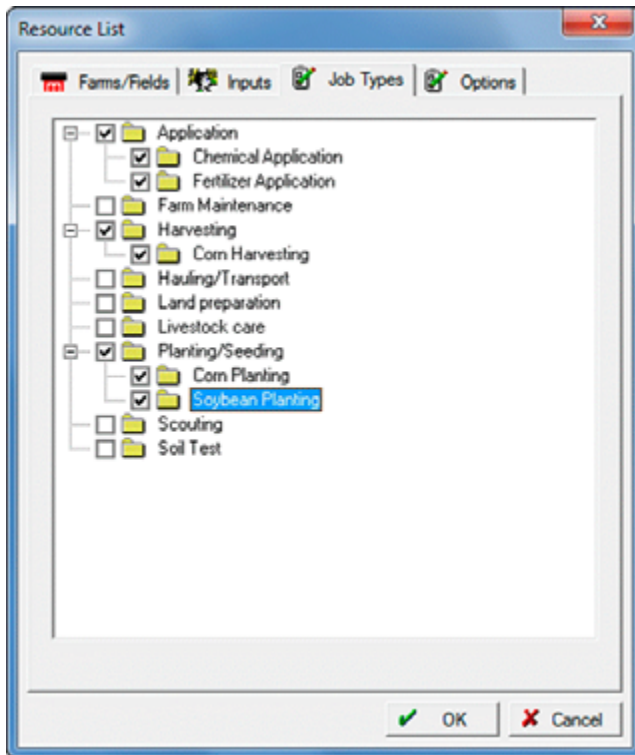 Resource List
Farms/Fields Inputs Job Types Options
Application
Chemical Application
Fertilizer Application
Farm Maintenance
Harvesting
Corn Harvesting
Hauling/Transport
Land preparation
Livestock care
Planting/Seeding
Corn Planting
Soybean Planting
Scouting
Soil Test
OK Cancel